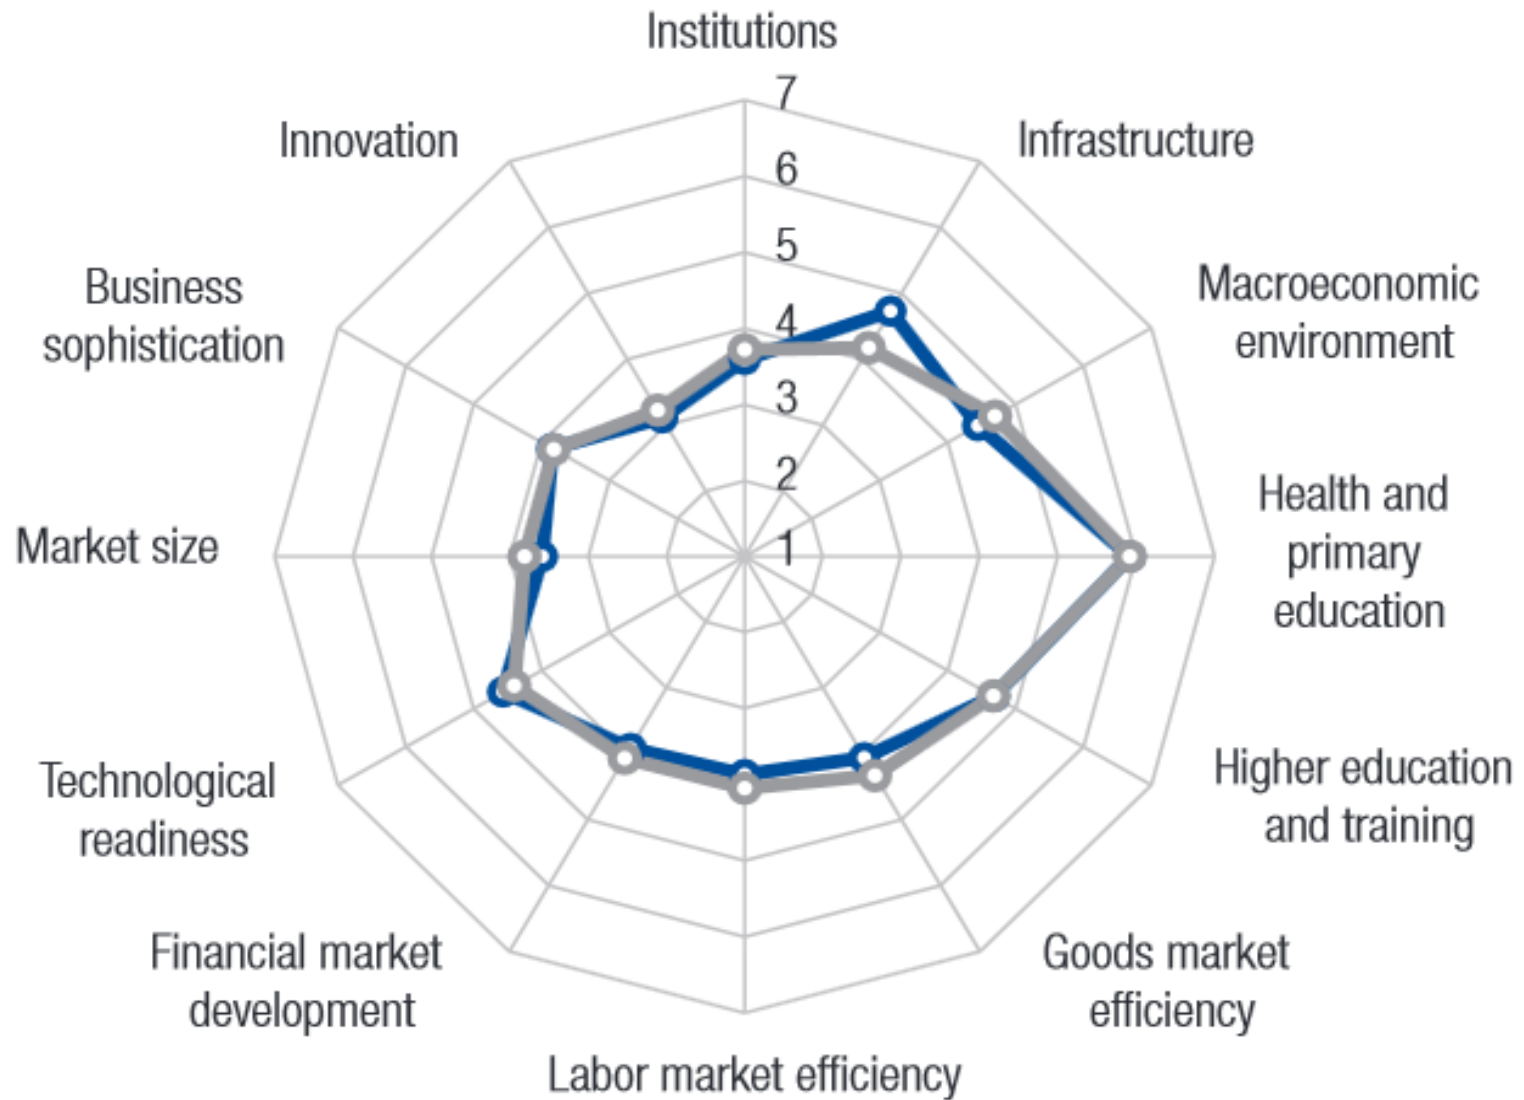 Institutions
7
6
5
4
3
2
1
Infrastructure
Macroeconomic
environment
Health and
primary
education
Higher education
and training
Goods market
efficiency
Labor market efficiency
Financial market
development
Technological
readiness
Market size
Business
sophistication
Innovation